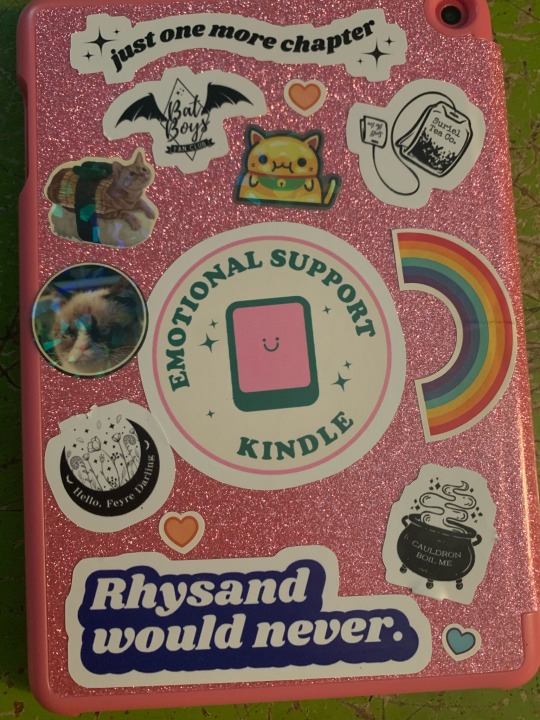 just one more chapter
Bat
Boys
FAN CLUB
Suriel
Tea Co.
EMOTIONAL SUPPORT
KINDLE
Hello, Feyre Darling
CAULDRON
BOIL ME
Rhysand
would never.